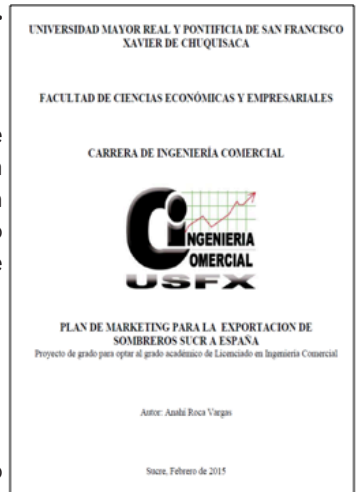 UNIVERSIDAD MAYOR REAL Y PONTIFICIA DE SAN FRANCISCO
XAVIER DE CHUQUISACA
FACULTAD DE CIENCIAS ECONÓMICAS Y EMPRESARIALES
CARRERA DE INGENIERÍA COMERCIAL
INGENIERIA
COMERCIAL
USFX
PLAN DE MARKETING PARA LA EXPORTACION DE
SOMBREROS SUCR A ESPAÑA
Proyecto de grado para optar al grado académico de Licenciado en Ingeniería Comercial
Autor: Anahi Roca Vargas
Sucre, Febrero de 2015